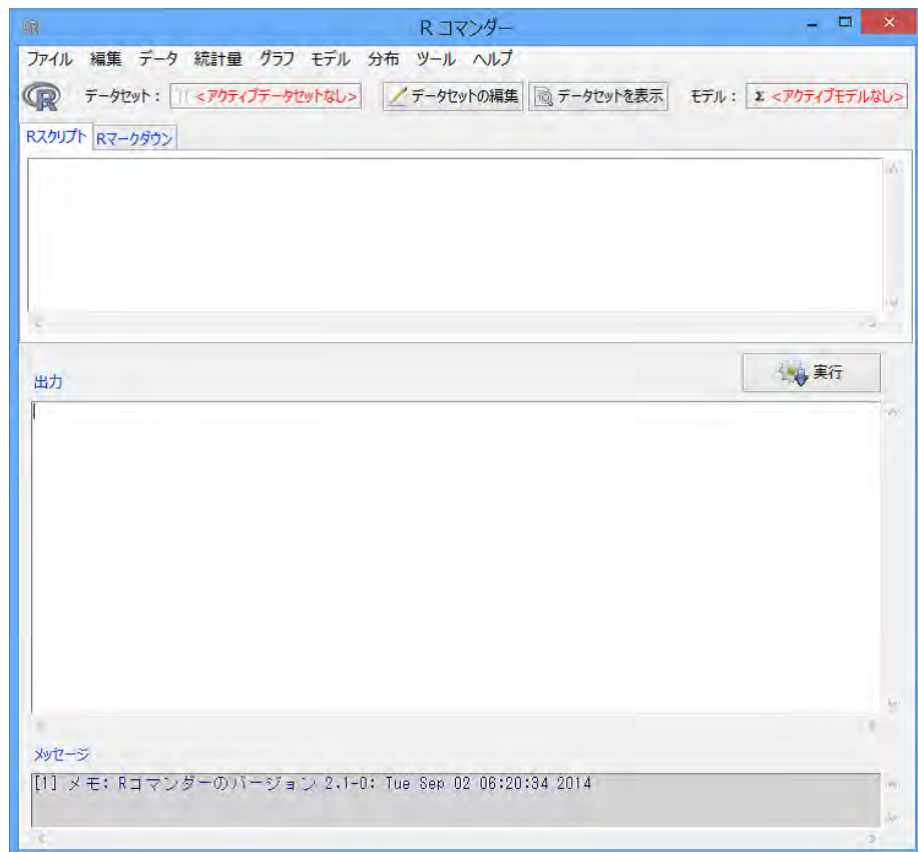 R コマンダー
ファイル 編集 データ 統計量 グラフ モデル 分布 ツール ヘルプ
R データセット: <アクティブデータセットなし> データセットの編集 データセットを表示 モデル: Σ <アクティブモデルなし>
Rスクリプト Rマークダウン
実行
出力
メッセージ
[1] メモ: Rコマンダーのバージョン 2.1-0: Tue Sep 02 06:20:34 2014